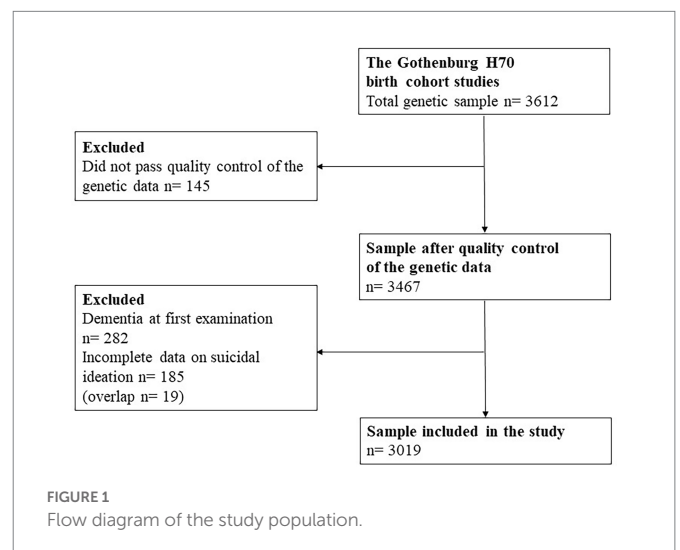 The Gothenburg H70
birth cohort studies
Total genetic sample n= 3612
Excluded
Did not pass quality control of the
genetic data n= 145
Sample after quality control
of the genetic data
n= 3467
Excluded
Dementia at first examination
n= 282
Incomplete data on suicidal
ideation n= 185
(overlap n= 19)
Sample included in the study
n= 3019
FIGURE 1
Flow diagram of the study population.